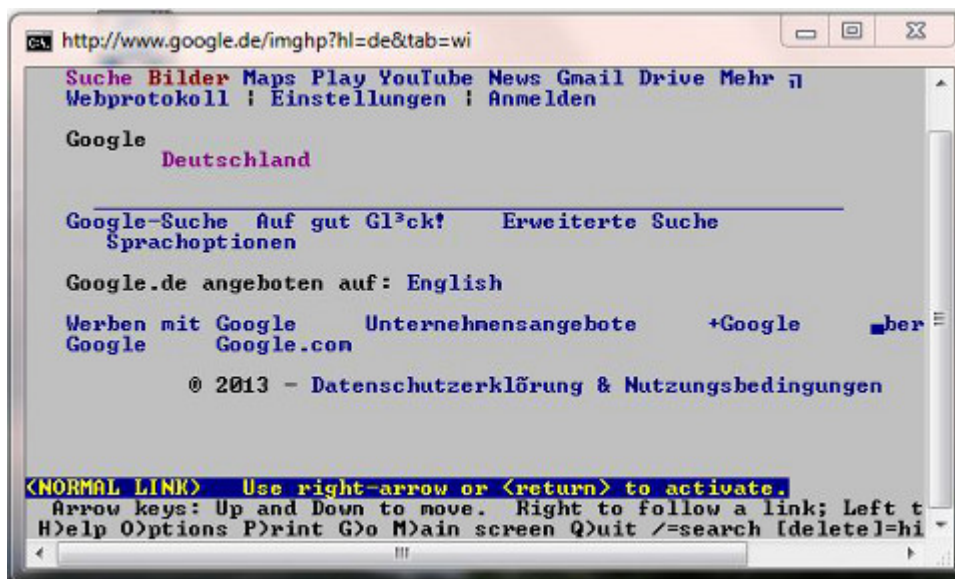 http://www.google.de/imghp?hl=de&tab=wi
Suche Bilder Maps Play YouTube News Gmail Drive Mehr ╗
Webprotokoll ¦ Einstellungen ¦ Anmelden
Google
Deutschland
Google-Suche Auf gut Gl³ck! Erweiterte Suche
Sprachoptionen
Google.de angeboten auf: English
Werben mit Google Unternehmensangebote +Google ▄ber
Google Google.com
® 2013 - Datenschutzerklőrung & Nutzungsbedingungen
<NORMAL LINK> Use right-arrow or <return> to activate.
Arrow keys: Up and Down to move. Right to follow a link; Left t
H)elp O)ptions P)rint G)o M)ain screen Q)uit /=search [delete]=hi